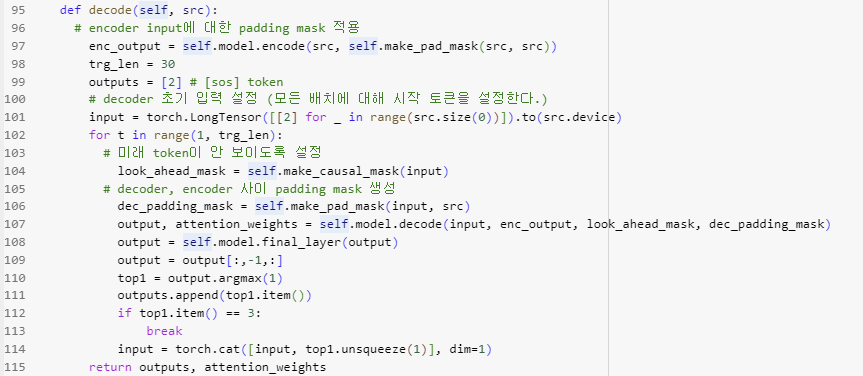 95 def decode(self, src):
96 # encoder input에 대한 padding mask 적용
97 enc_output = self.model.encode(src, self.make_pad_mask(src, src))
98 trg_len = 30
99 outputs = [2] # [sos] token
100 # decoder 초기 입력 설정 (모든 배치에 대해 시작 토큰을 설정한다.)
101 input = torch.LongTensor([[2] for _ in range(src.size(0))]).to(src.device)
102 for t in range(1, trg_len):
103 # 미래 token이 안 보이도록 설정
104 look_ahead_mask = self.make_causal_mask(input)
105 # decoder, encoder 사이 padding mask 생성
106 dec_padding_mask = self.make_pad_mask(input, src)
107 output, attention_weights = self.model.decode(input, enc_output, look_ahead_mask, dec_padding_mask)
108 output = self.model.final_layer(output)
109 output = output[:,-1,:]
110 top1 = output.argmax(1)
111 outputs.append(top1.item())
112 if top1.item() == 3:
113 break
114 input = torch.cat([input, top1.unsqueeze(1)], dim=1)
115 return outputs, attention_weights